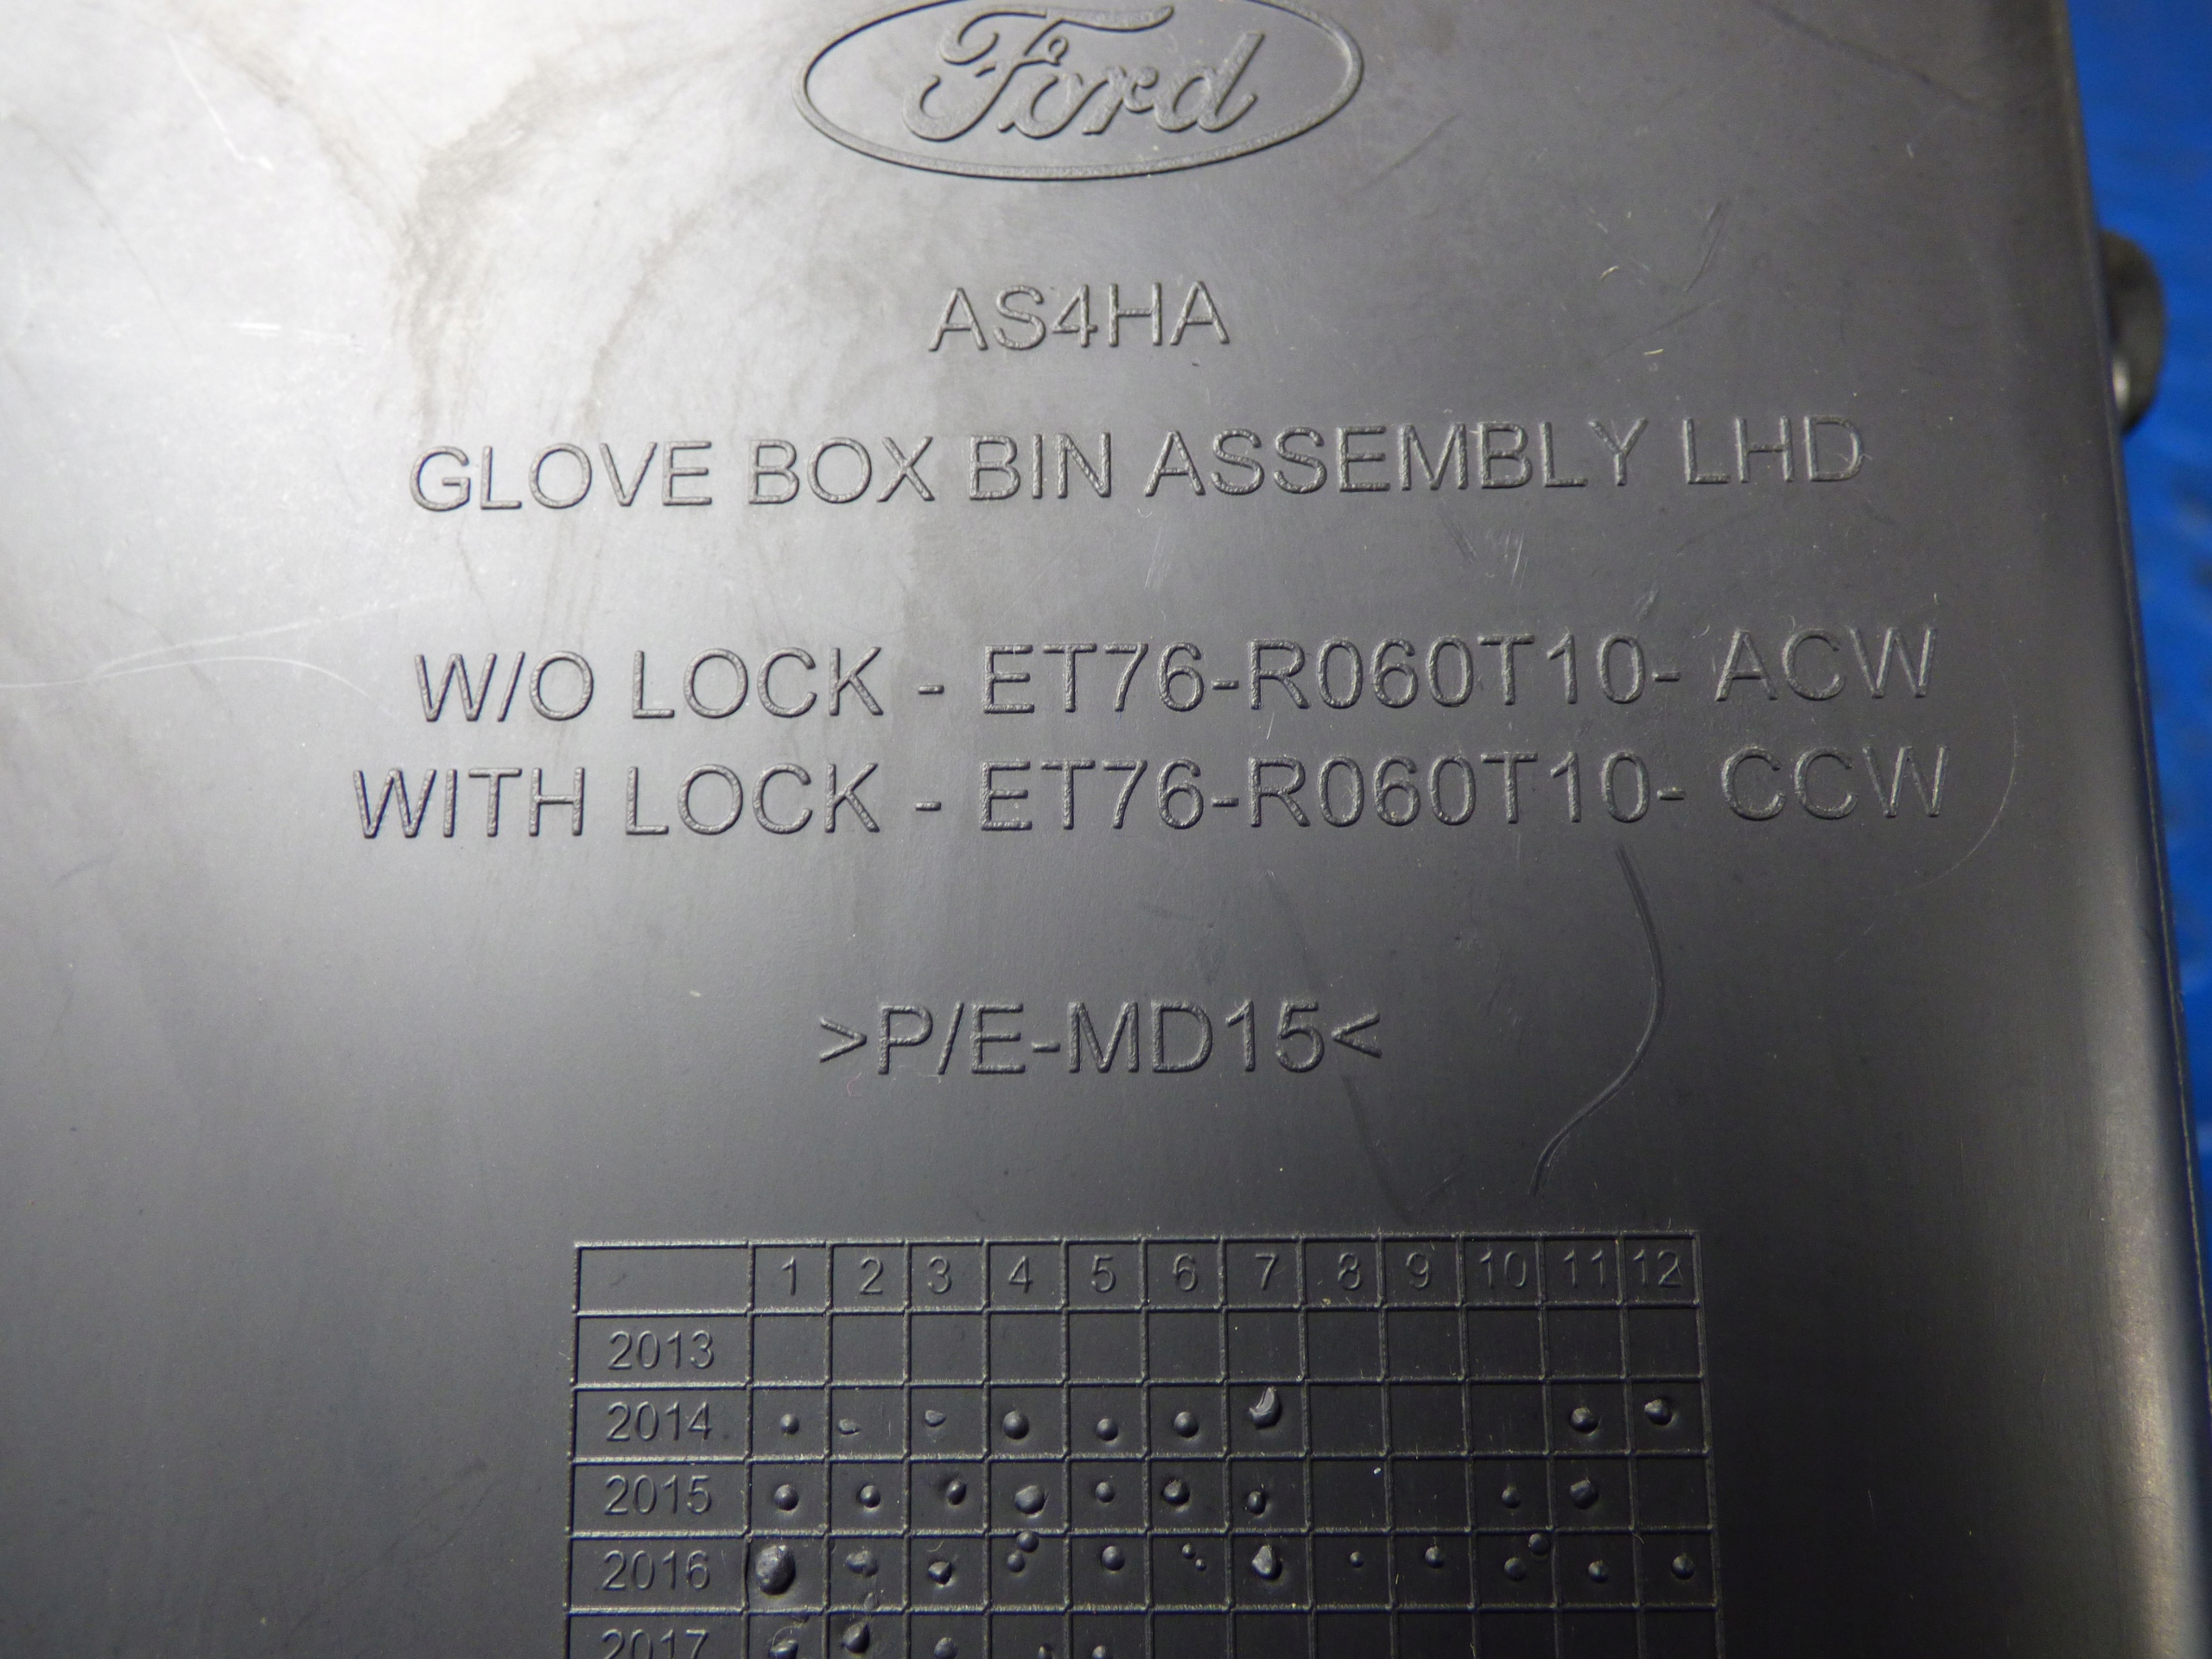 Ford
AS4HA
GLOVE BOX BIN ASSEMBLY LHD
W/O LOCK - ET76-R060T10- ACW
WITH LOCK - ET76-R060T10- CCW
>P/E-MD15<
1 2 3 4 5 6 7 8 9 10 11 12
2013
2014
2015
2016
2017